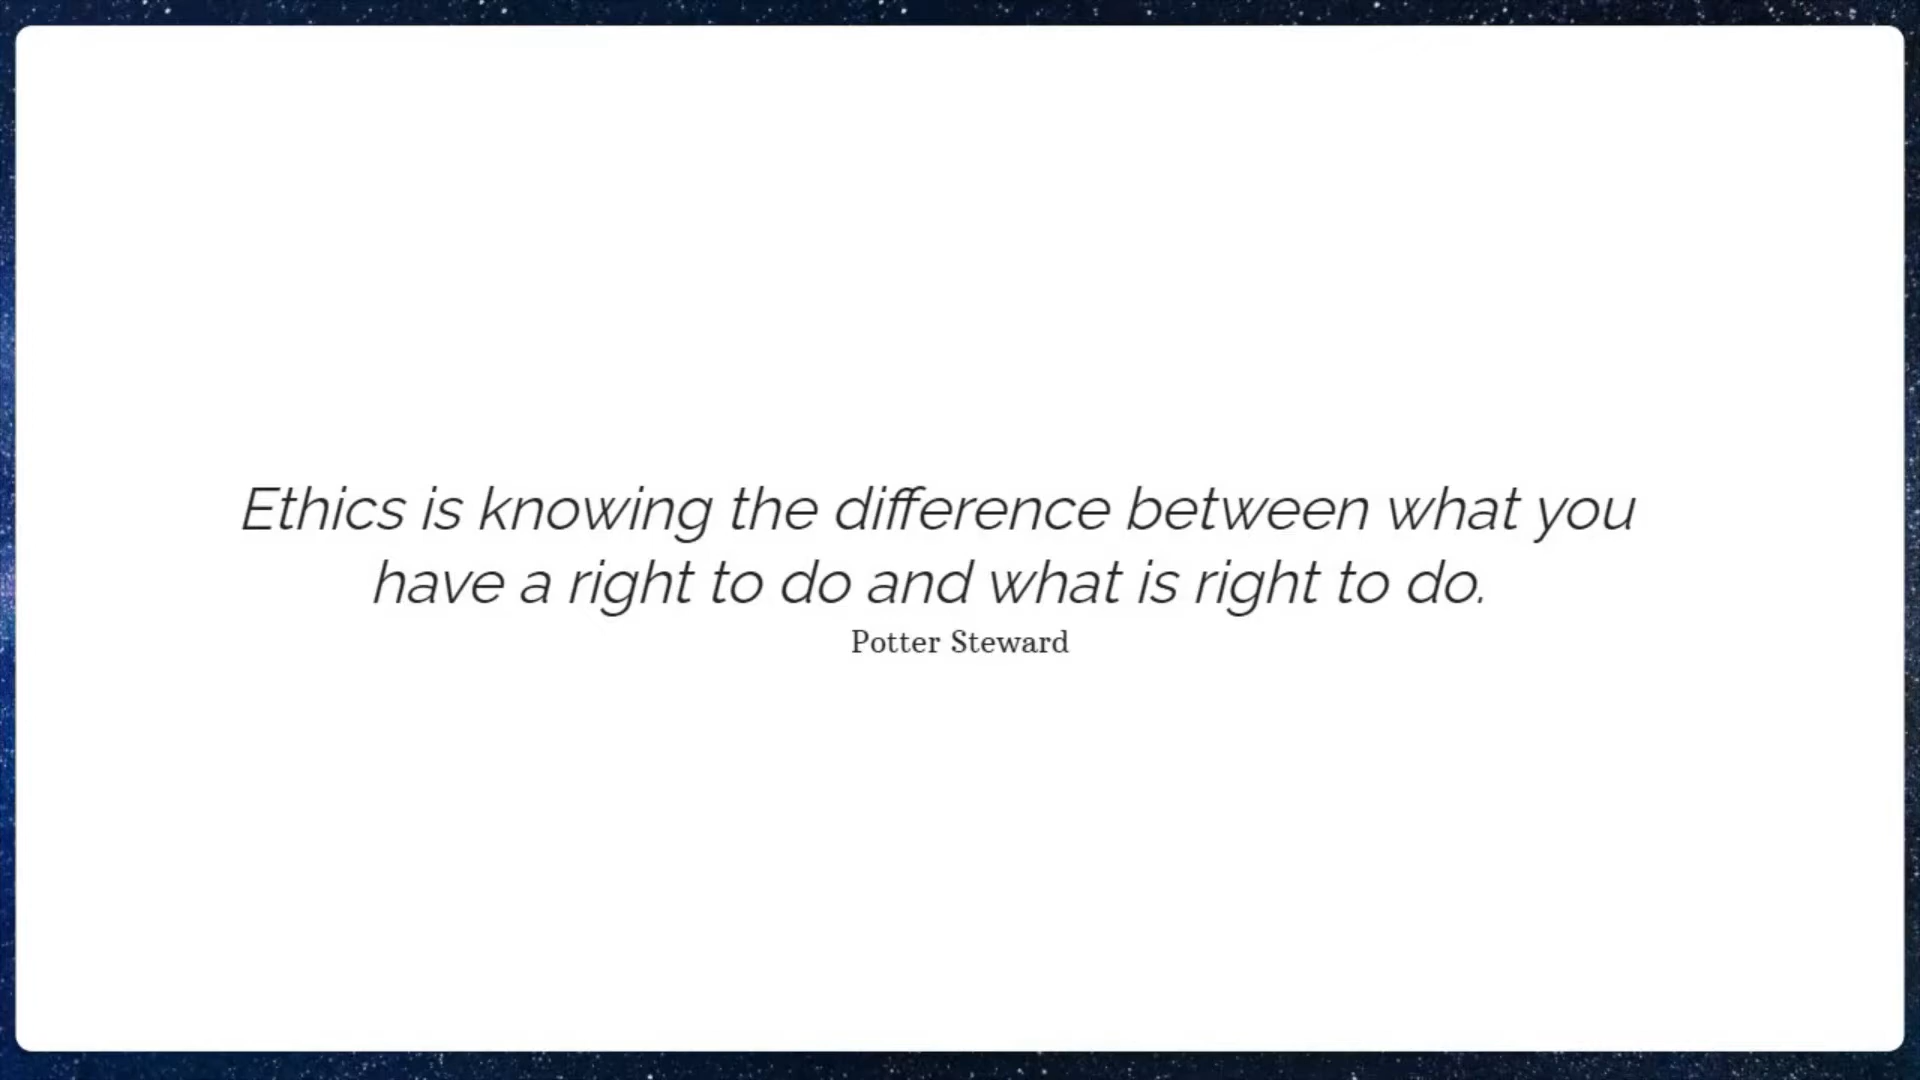 Ethics is knowing the difference between what you
have a right to do and what is right to do.
Potter Steward